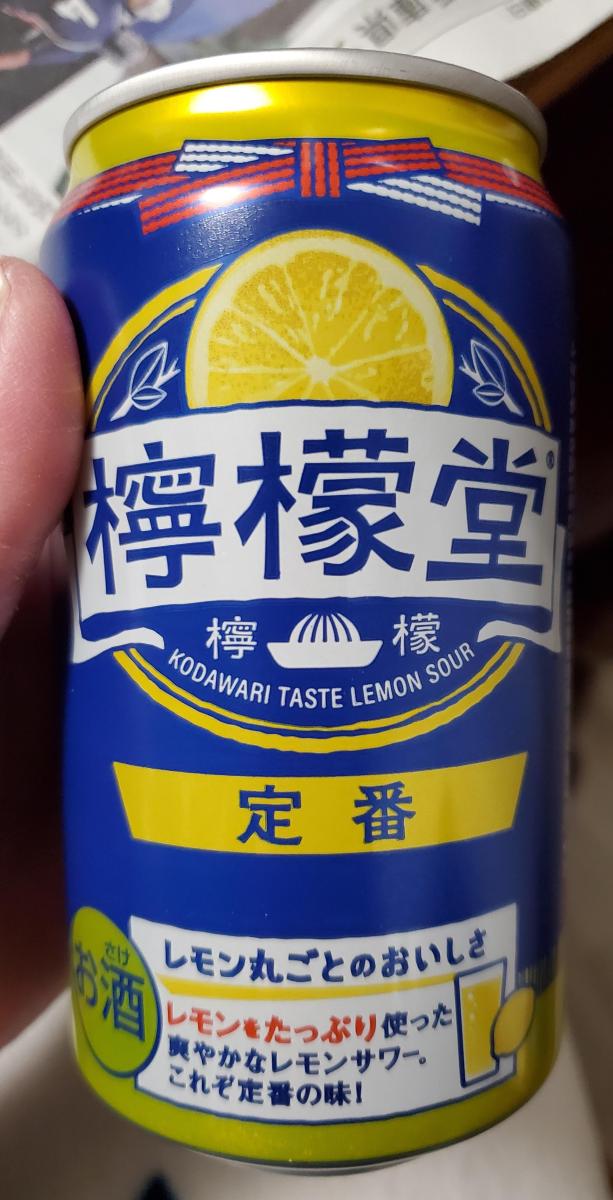 檸檬堂®
檸 檬
KODAWARI TASTE LEMON SOUR
定番
お酒
さけ
レモン丸ごとのおいしさ
レモンをたっぷり使った
爽やかなレモンサワー。
これぞ定番の味!